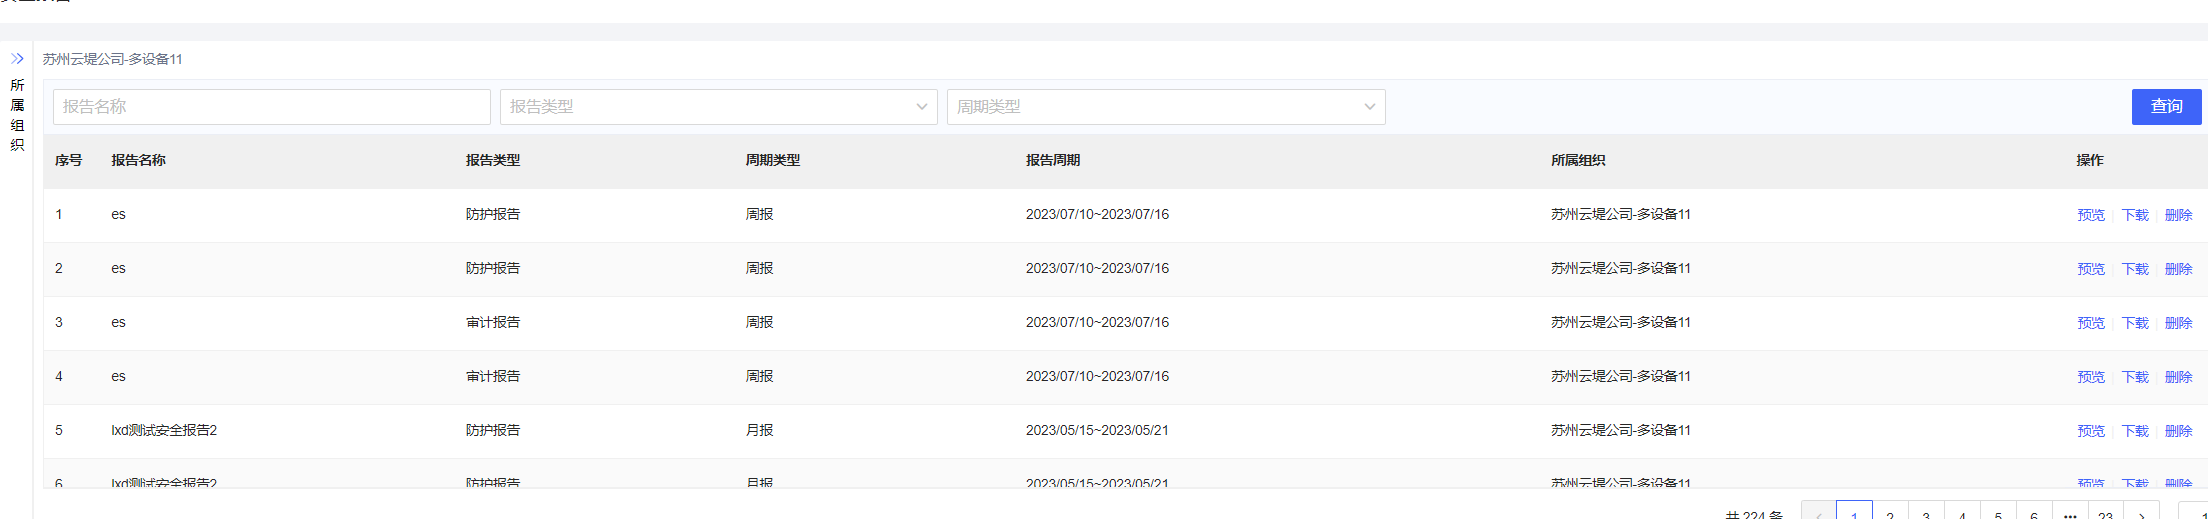 苏州云堤公司-多设备11
所属组织
报告名称 报告类型 周期类型 查询
序号 报告名称 报告类型 周期类型 报告周期 所属组织 操作
1 es 防护报告 周报 2023/07/10~2023/07/16 苏州云堤公司-多设备11 预览 下载 删除
2 es 防护报告 周报 2023/07/10~2023/07/16 苏州云堤公司-多设备11 预览 下载 删除
3 es 审计报告 周报 2023/07/10~2023/07/16 苏州云堤公司-多设备11 预览 下载 删除
4 es 审计报告 周报 2023/07/10~2023/07/16 苏州云堤公司-多设备11 预览 下载 删除
5 lxd测试安全报告2 防护报告 月报 2023/05/15~2023/05/21 苏州云堤公司-多设备11 预览 下载 删除
6 lxd测试安全报告2 防护报告 月报 2023/05/15~2023/05/21 苏州云堤公司-多设备11 预览 下载 删除
共 224 条 1 2 3 4 5 6 ••• 23